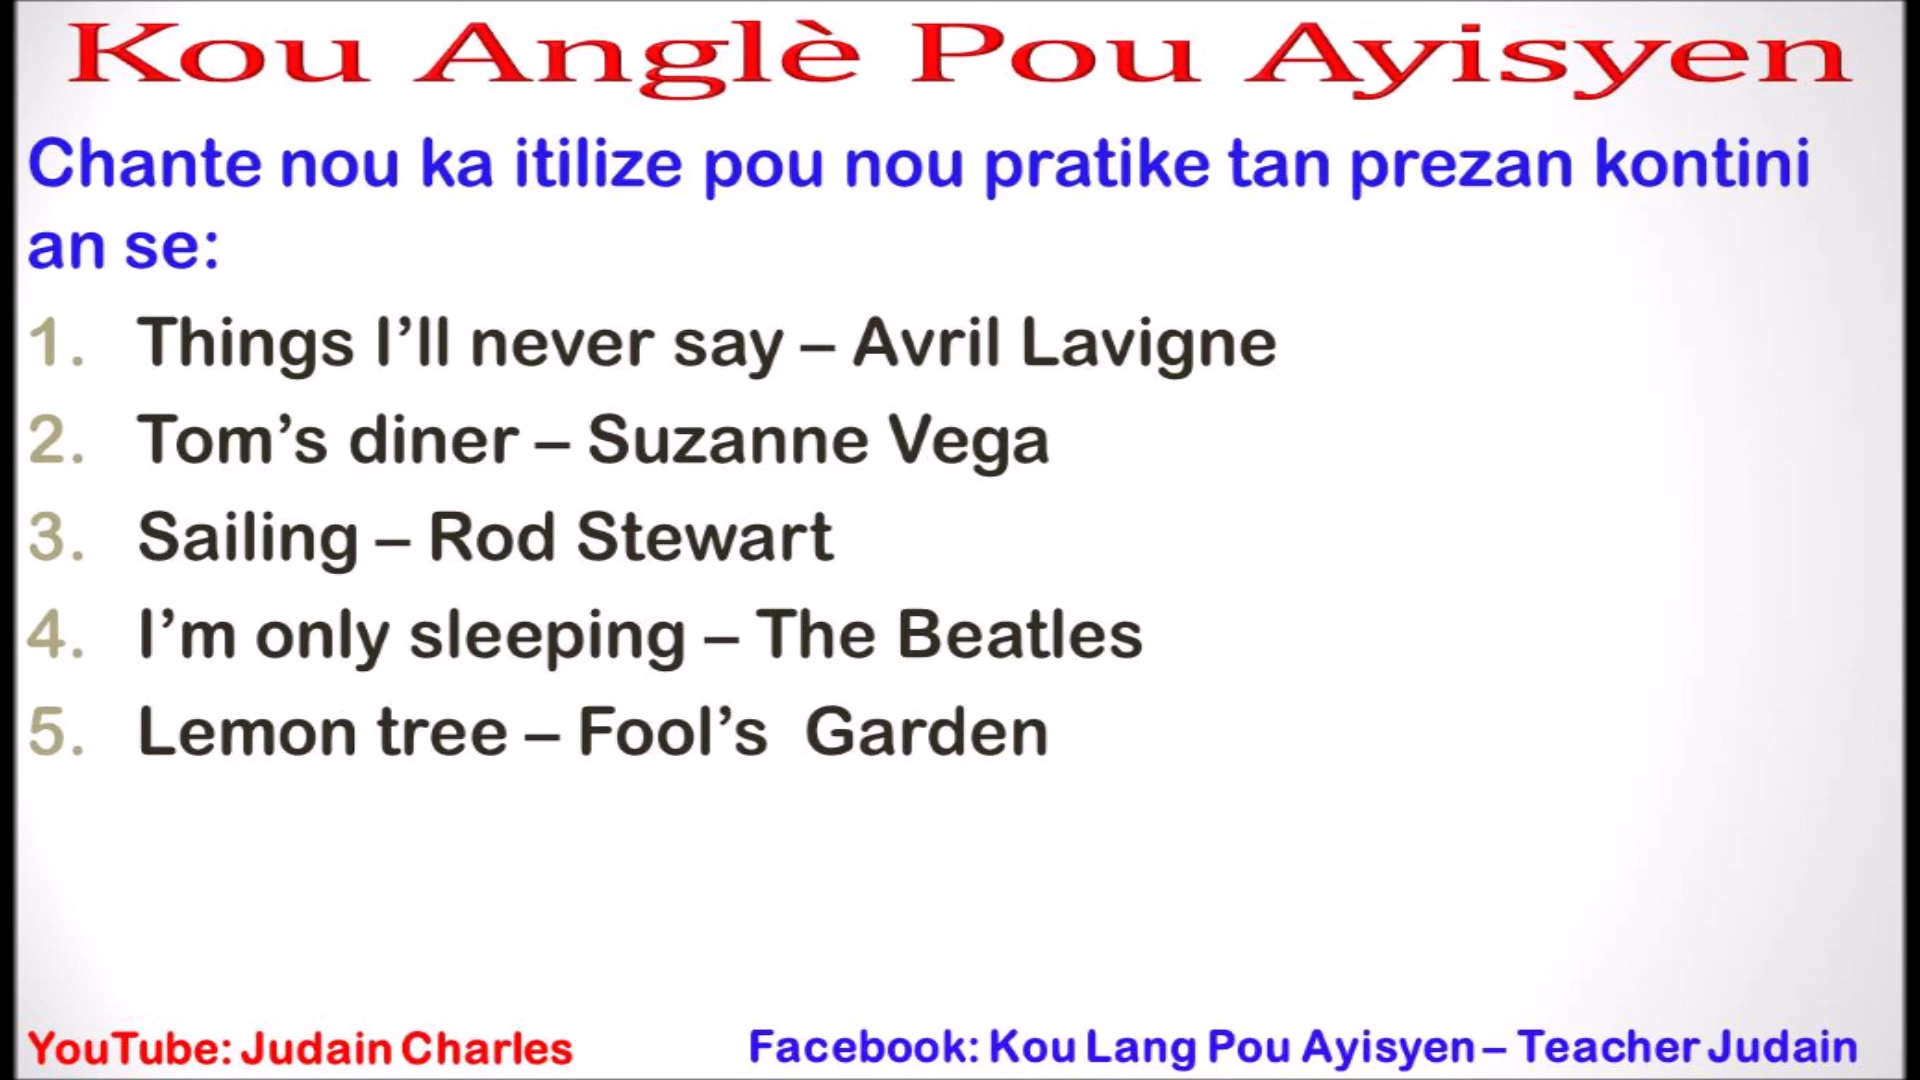 Kou Anglè Pou Ayisyen
Chante nou ka itilize pou nou pratike tan prezan kontini
an se:
1. Things I’ll never say – Avril Lavigne
2. Tom’s diner – Suzanne Vega
3. Sailing – Rod Stewart
4. I’m only sleeping – The Beatles
5. Lemon tree – Fool’s Garden
YouTube: Judain Charles
Facebook: Kou Lang Pou Ayisyen – Teacher Judain